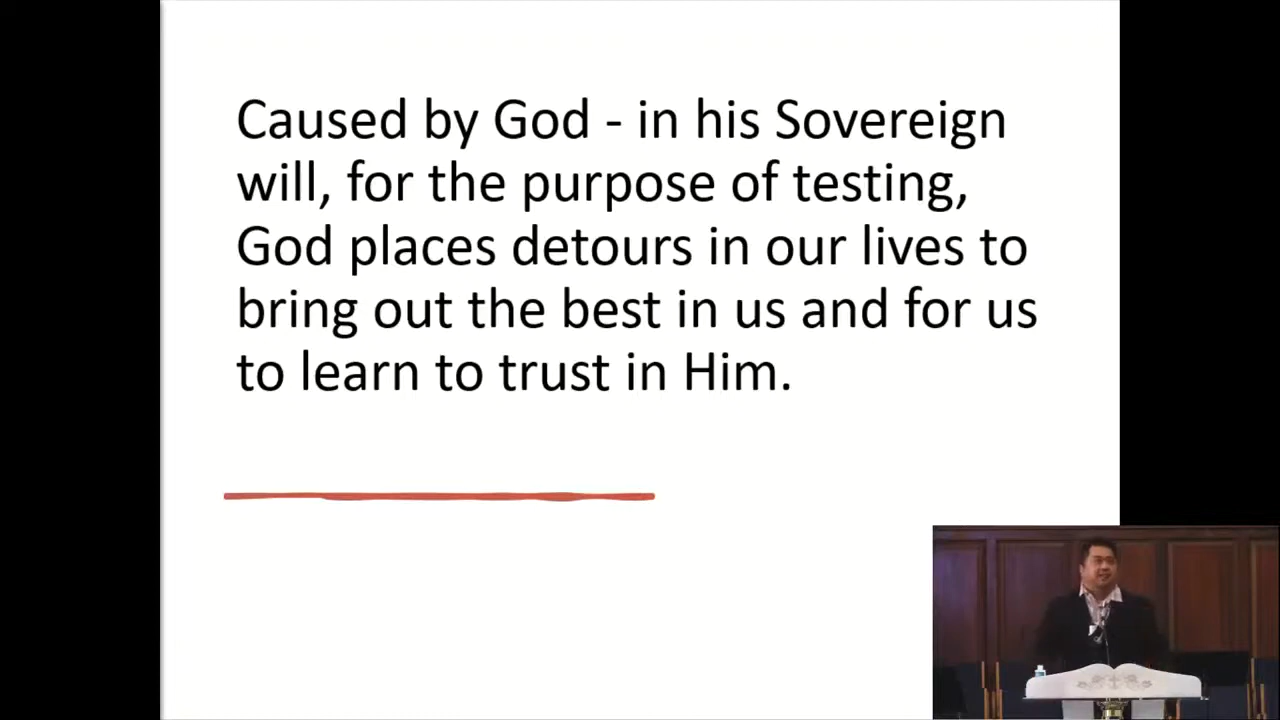 Caused by God - in his Sovereign
will, for the purpose of testing,
God places detours in our lives to
bring out the best in us and for us
to learn to trust in Him.